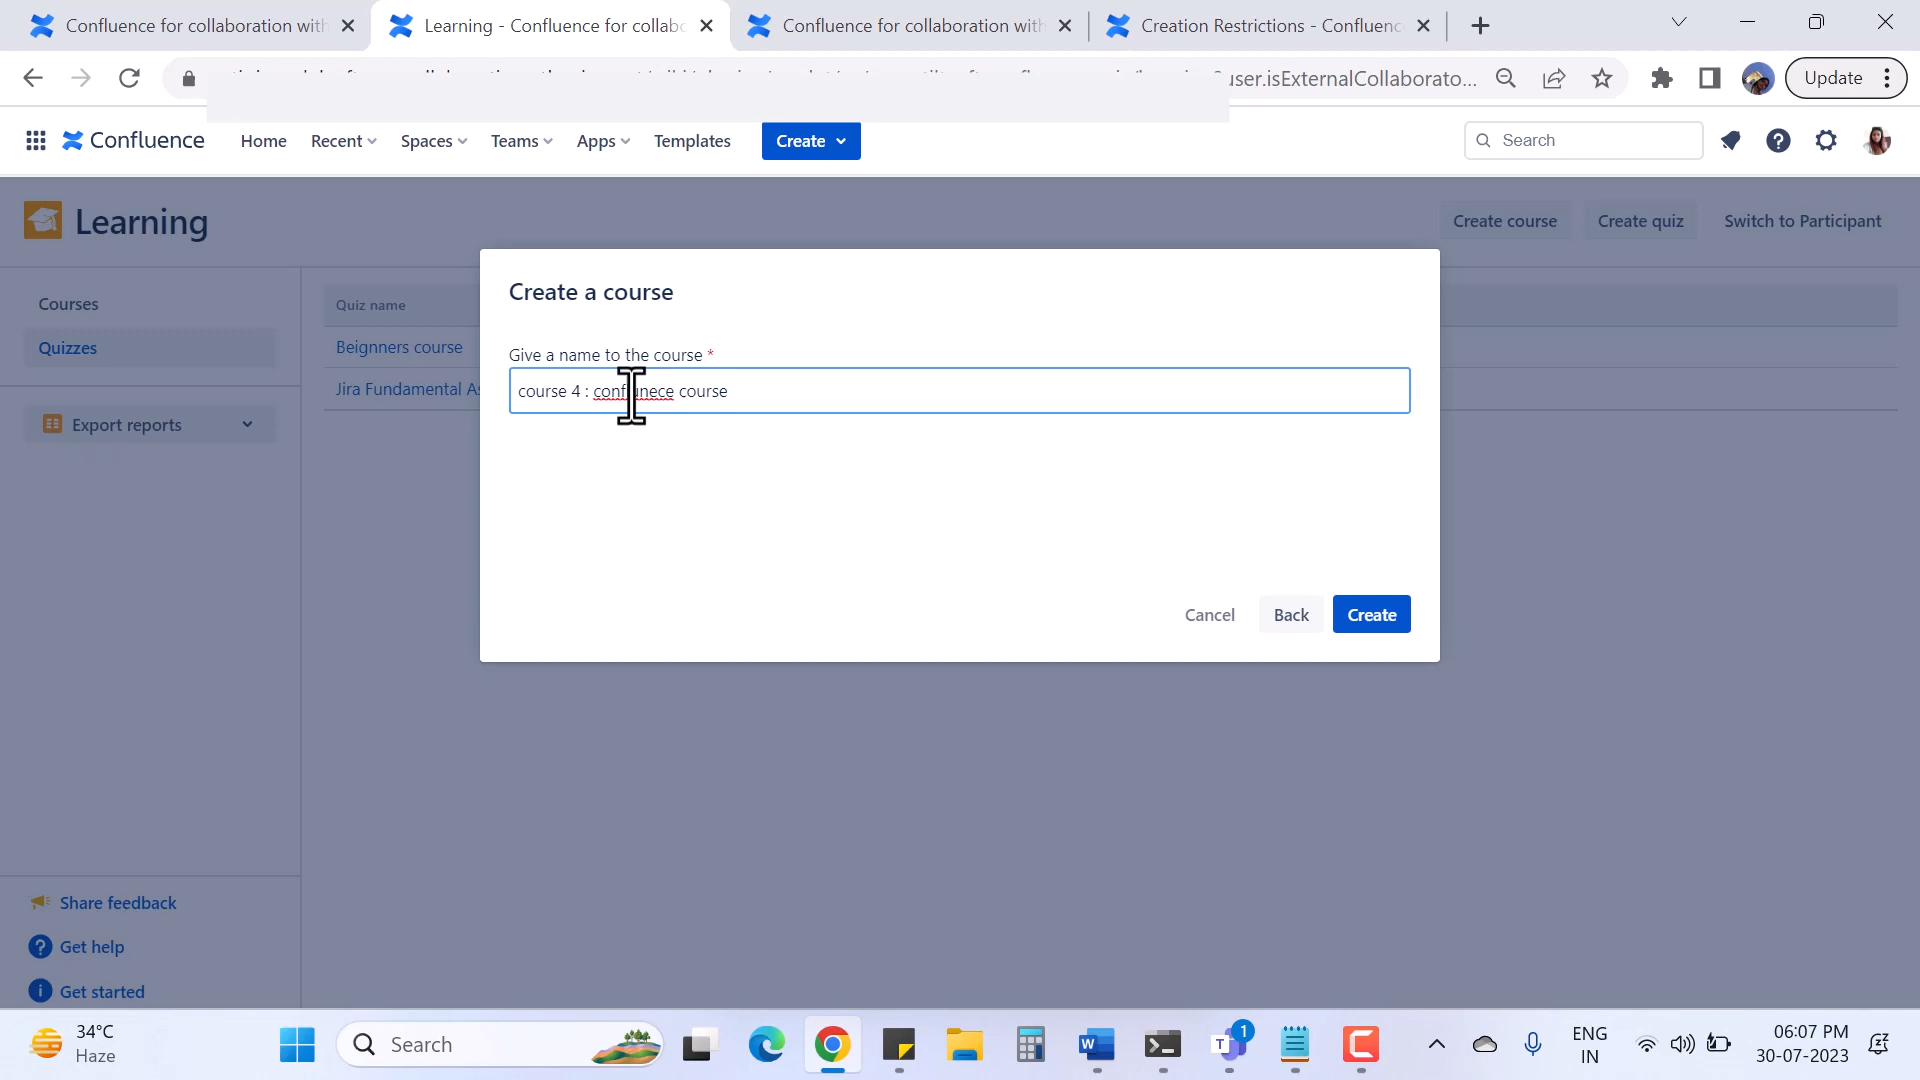 Confluence for collaboration with
Learning - Confluence for collabo
Confluence for collaboration with
Creation Restrictions - Confluenc
user.isExternalCollaborato...
Update
Confluence
Home
Recent
Spaces
Teams
Apps
Templates
Create
Search
Learning
Create course
Create quiz
Switch to Participant
Courses
Quizzes
Export reports
Quiz name
Beignners course
Jira Fundamental As
Create a course
Give a name to the course *
course 4 : conflunece course
Cancel
Back
Create
Share feedback
Get help
Get started
34°C
Haze
Search
1
ENG
IN
06:07 PM
30-07-2023